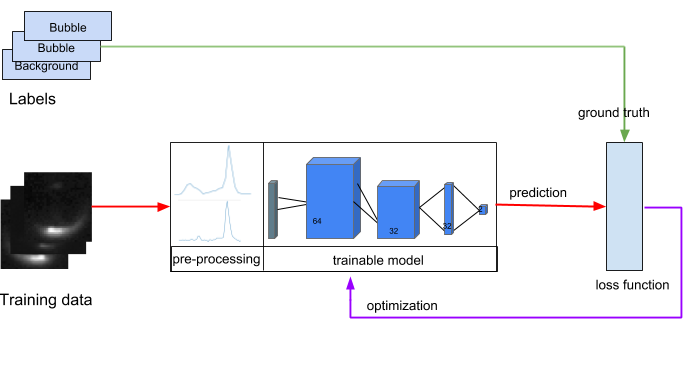 Bubble
Bubble
Background
Labels
ground truth
64
32
32
2
prediction
pre-processing
trainable model
loss function
Training data
optimization